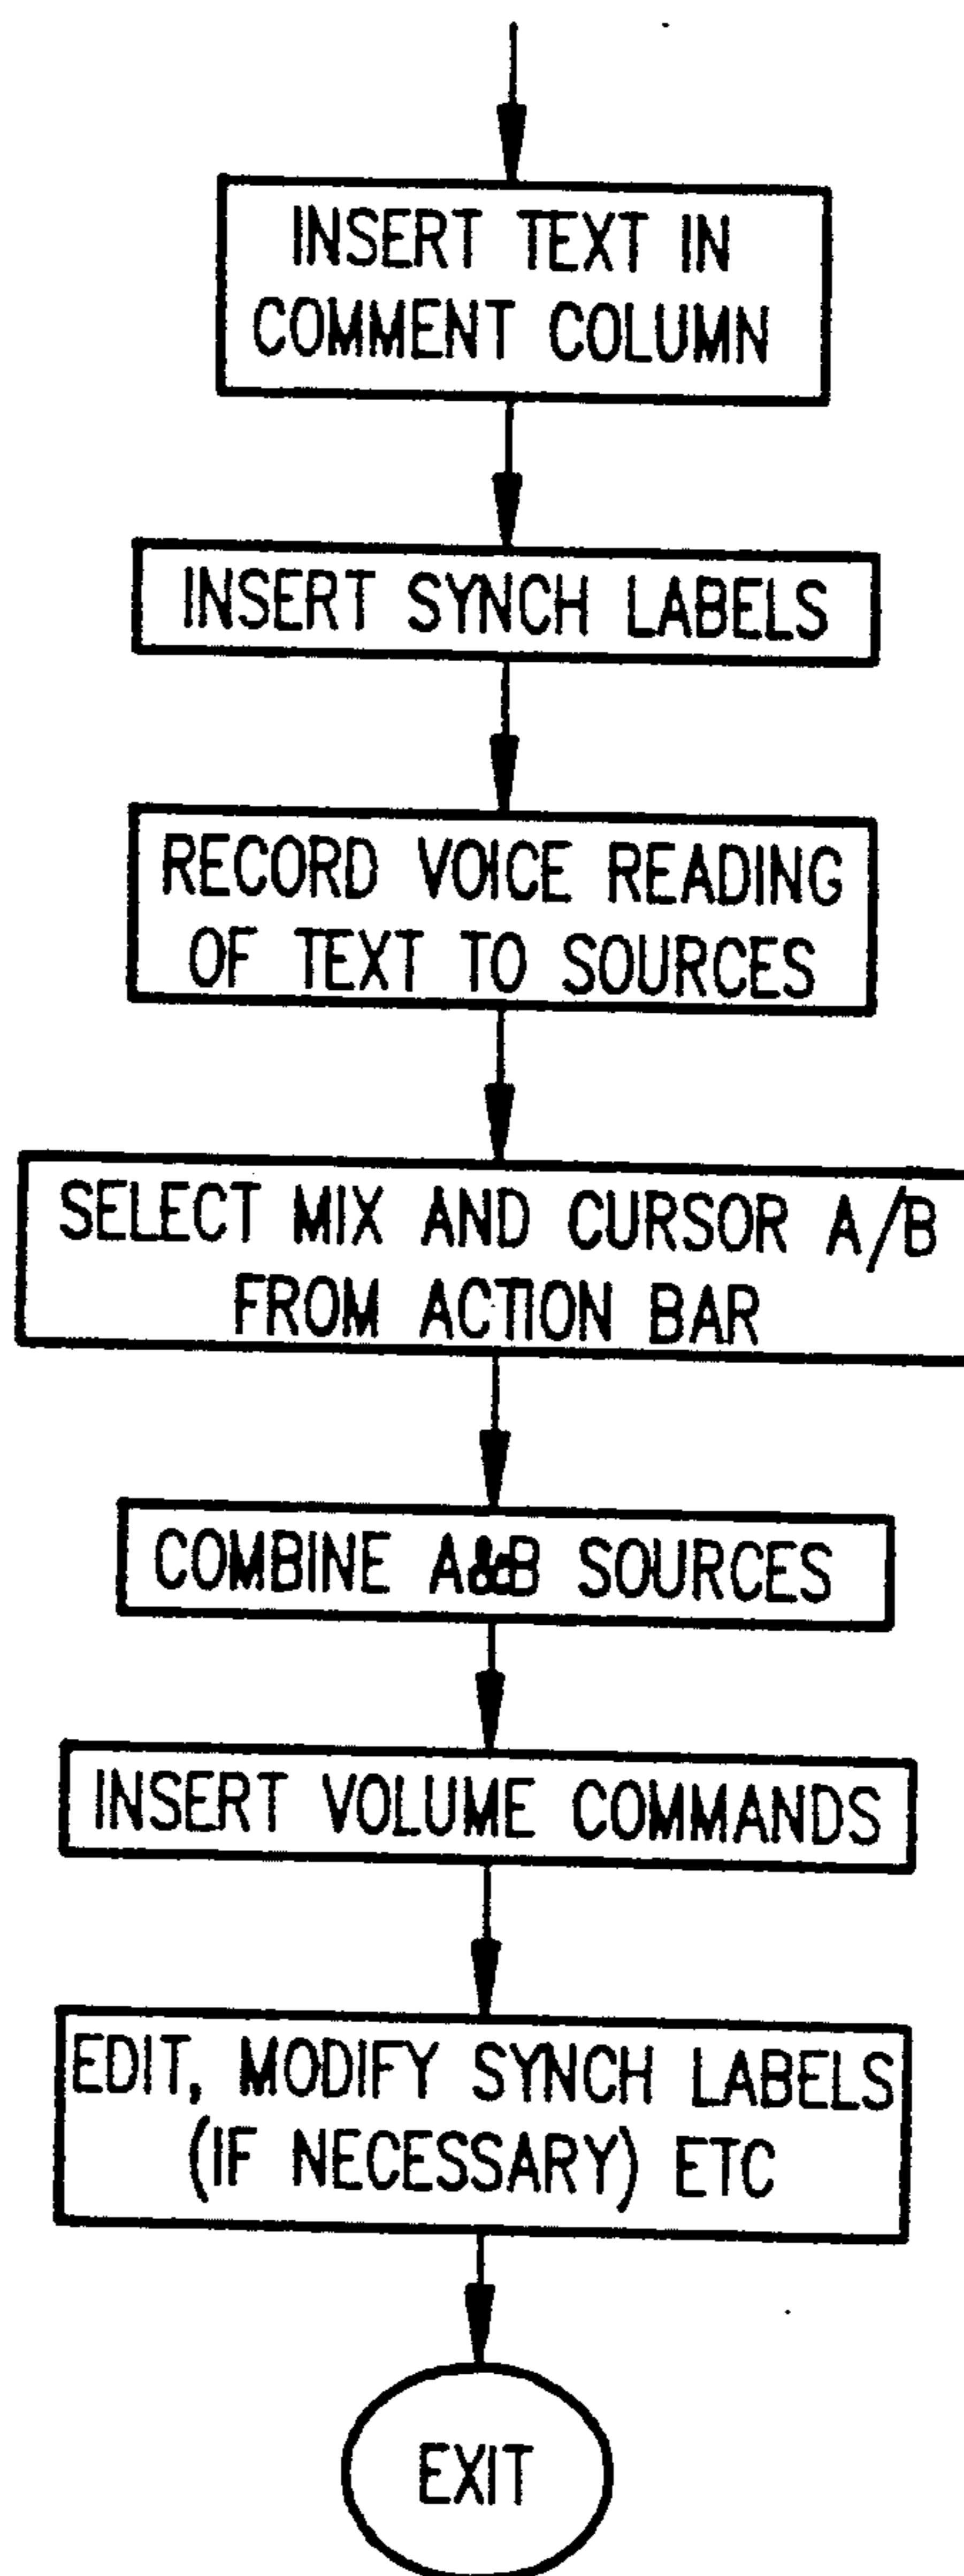 INSERT TEXT IN
COMMENT COLUMN
INSERT SYNCH LABELS
RECORD VOICE READING
OF TEXT TO SOURCES
SELECT MIX AND CURSOR A/B
FROM ACTION BAR
COMBINE A&B SOURCES
INSERT VOLUME COMMANDS
EDIT, MODIFY SYNCH LABELS
(IF NECESSARY) ETC
EXIT